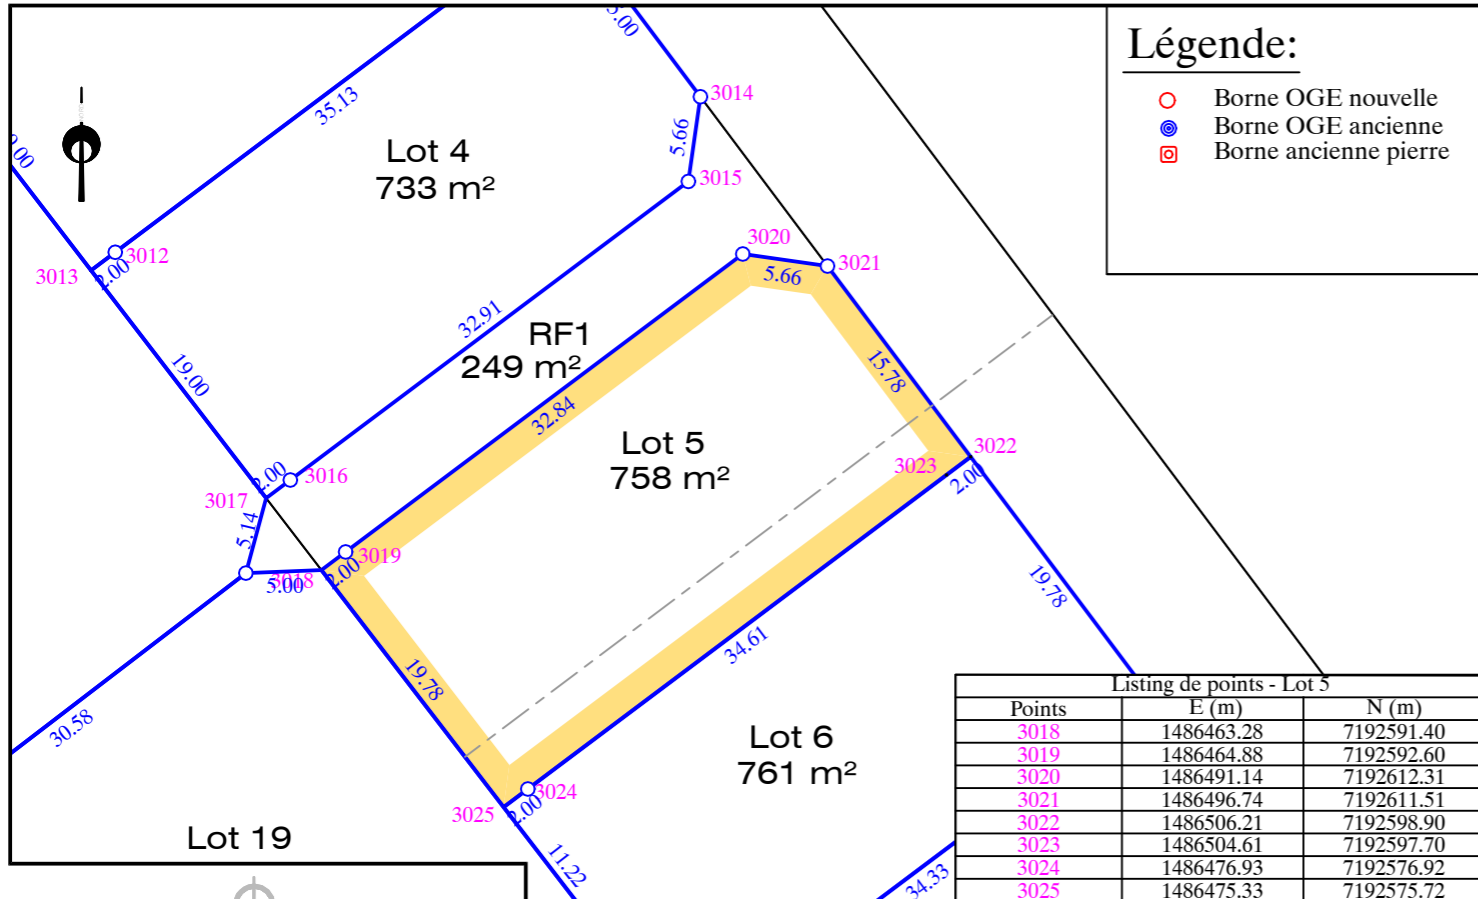 Légende:
Borne OGE nouvelle
Borne OGE ancienne
Borne ancienne pierre
5.00
3014
35.13
5.66
Lot 4
733 m²
3015
3012
3013
2.00
3020
3021
5.66
32.91
RF1
249 m²
19.00
15.78
32.84
Lot 5
758 m²
3022
3023
2.00
2.00
3016
3017
5.14
3019
2.00
3018
5.00
19.78
19.78
34.61
30.58
Lot 6
761 m²
3024
3025
2.00
Lot 19
11.22
34.33
Listing de points - Lot 5
Points E (m) N (m)
3018 1486463.28 7192591.40
3019 1486464.88 7192592.60
3020 1486491.14 7192612.31
3021 1486496.74 7192611.51
3022 1486506.21 7192598.90
3023 1486504.61 7192597.70
3024 1486476.93 7192576.92
3025 1486475.33 7192575.72